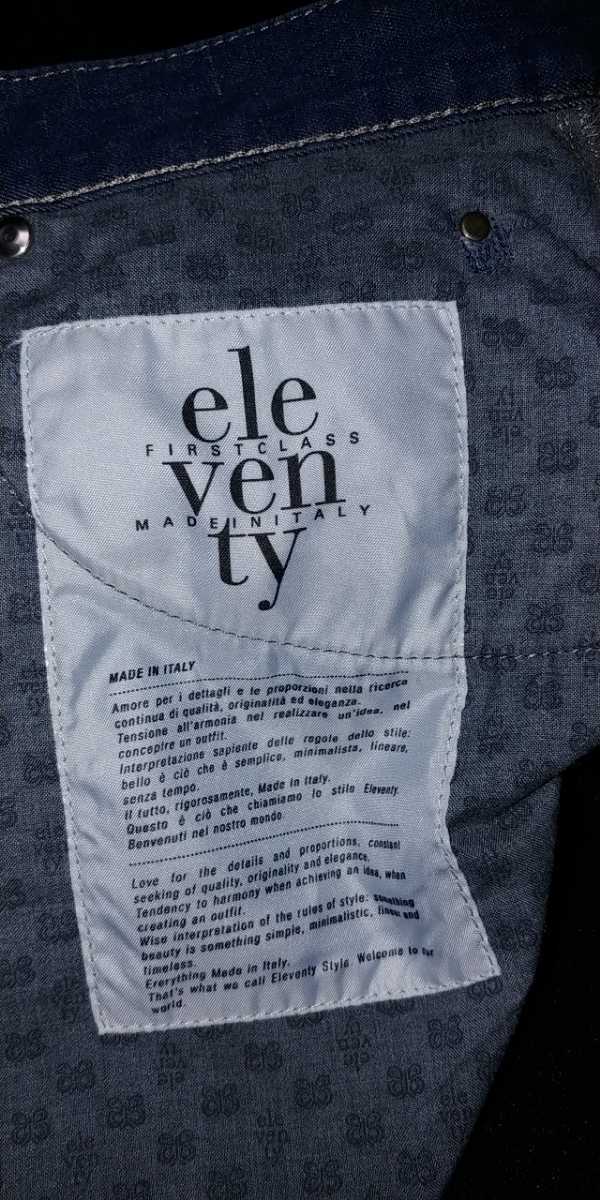 ele
FIRSTCLASS
ven
MADEINITALY
ty
MADE IN ITALY
Amore per i dettagli e le proporzioni nella ricerca
continua di qualità, originalità ed eleganza.
Tensione all'armonia nel realizzare un'idea, nel
concepire un outfit.
Interpretazione sapiente delle regole dello stile:
bello è ciò che è semplice, minimalista, lineare,
senza tempo.
Il tutto, rigorosamente, Made in Italy.
Questo è ciò che chiamiamo lo stile Eleventy.
Benvenuti nel nostro mondo.
Love for the details and proportions, constant
seeking of quality, originality and elegance.
Tendency to harmony when achieving an idea, when
creating an outfit.
Wise interpretation of the rules of style: something
beauty is something simple, minimalistic, linear and
timeless.
Ererything Made in Italy.
That's what we call Eleventy Style Welcome to our
world.
ele
ven
ty